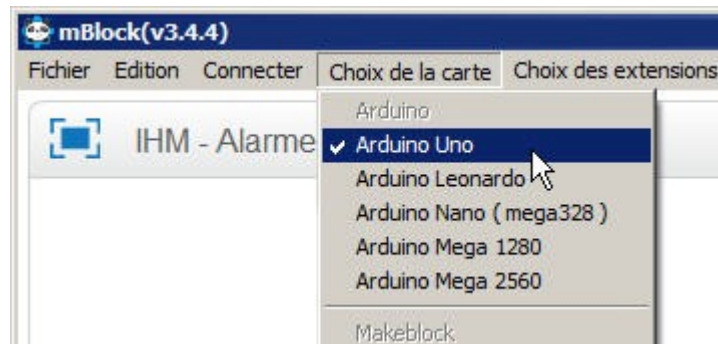 mBlock(v3.4.4)
Fichier Edition Connecter Choix de la carte Choix des extensions
IHM - Alarme
Arduino
Arduino Uno
Arduino Leonardo
Arduino Nano ( mega328 )
Arduino Mega 1280
Arduino Mega 2560
Makeblock